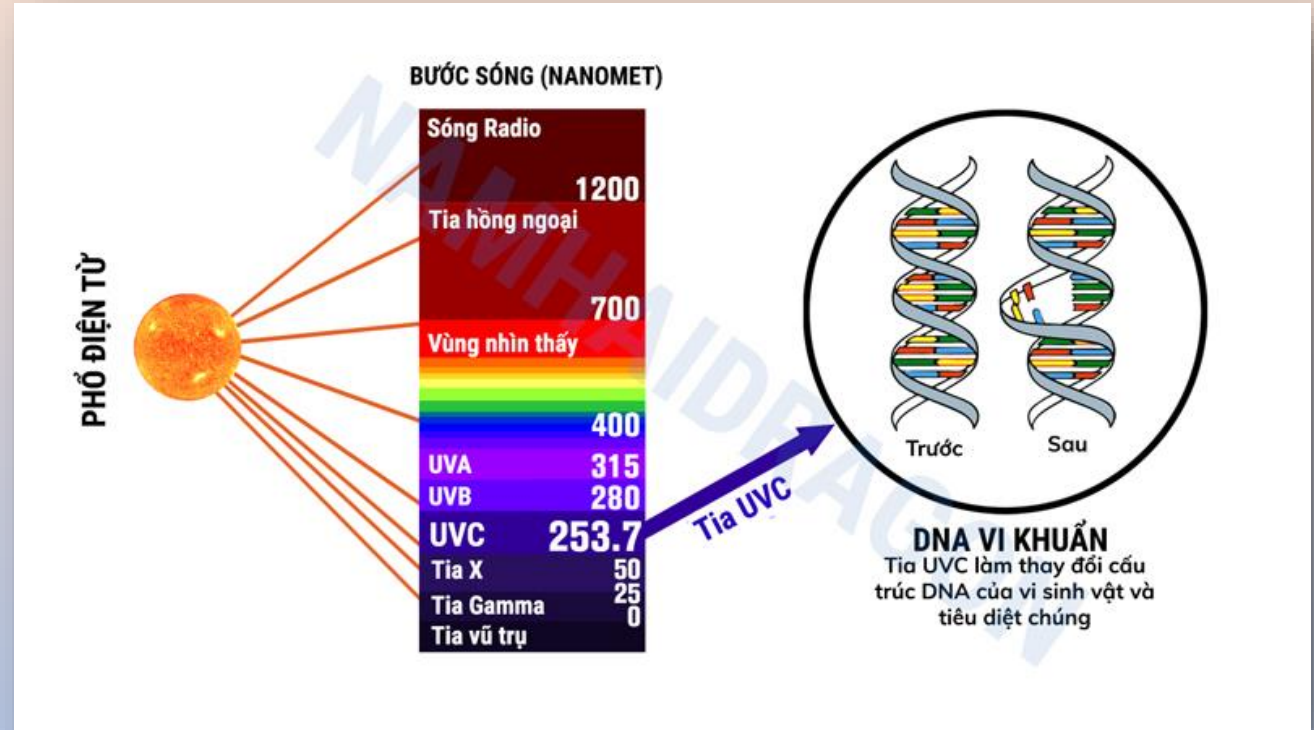 PHỔ ĐIỆN TỪ
BƯỚC SÓNG (NANOMET)
Sóng Radio
1200
Tia hồng ngoại
700
Vùng nhìn thấy
400
UVA 315
UVB 280
UVC 253.7
Tia X 50
25
Tia Gamma 0
Tia vũ trụ
Tia UVC
Trước
Sau
DNA VI KHUẨN
Tia UVC làm thay đổi cấu
trúc DNA của vi sinh vật và
tiêu diệt chúng
NAMHAIDRAGON